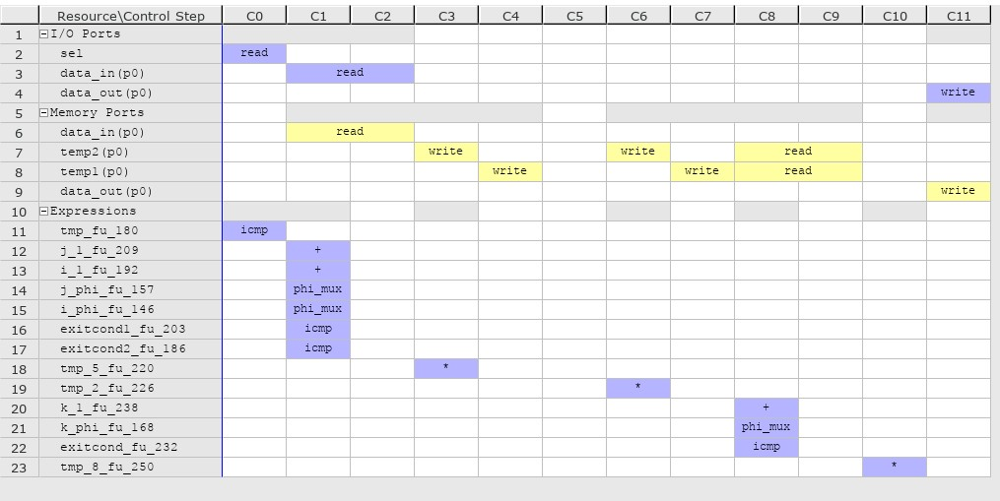 Resource\Control Step C0 C1 C2 C3 C4 C5 C6 C7 C8 C9 C10 C11
1 I/O Ports
2 sel read
3 data_in(p0) read
4 data_out(p0) write
5 Memory Ports
6 data_in(p0) read
7 temp2(p0) write write read
8 temp1(p0) write write read
9 data_out(p0) write
10 Expressions
11 tmp_fu_180 icmp
12 j_1_fu_209 +
13 i_1_fu_192 +
14 j_phi_fu_157 phi_mux
15 i_phi_fu_146 phi_mux
16 exitcond1_fu_203 icmp
17 exitcond2_fu_186 icmp
18 tmp_5_fu_220 *
19 tmp_2_fu_226 *
20 k_1_fu_238 +
21 k_phi_fu_168 phi_mux
22 exitcond_fu_232 icmp
23 tmp_8_fu_250 *